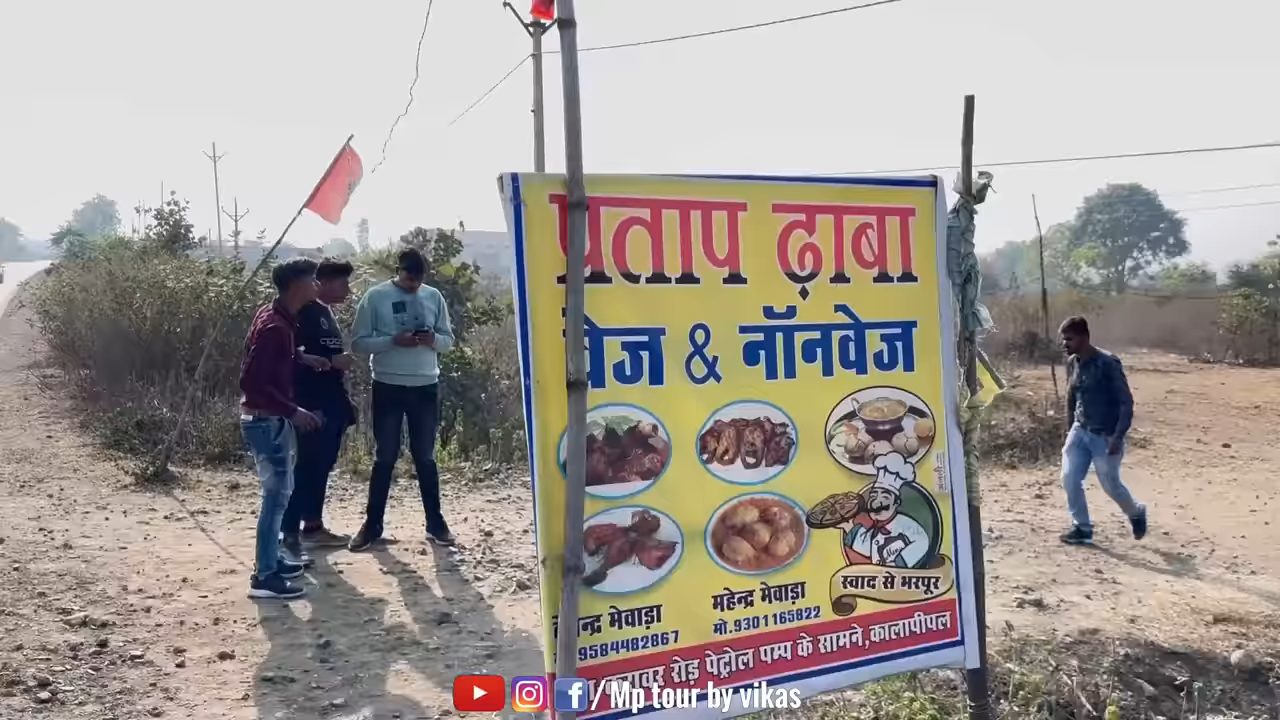 प्रताप ढ़ाबा
वेज & नॉनवेज
स्वाद से भरपूर
महेन्द्र मेवाड़ा
मेवाड़ा
मो.9301165822
9584482867
रोड़ पेट्रोल पम्प के सामने,कालापीपल
/Mp tour by vikas